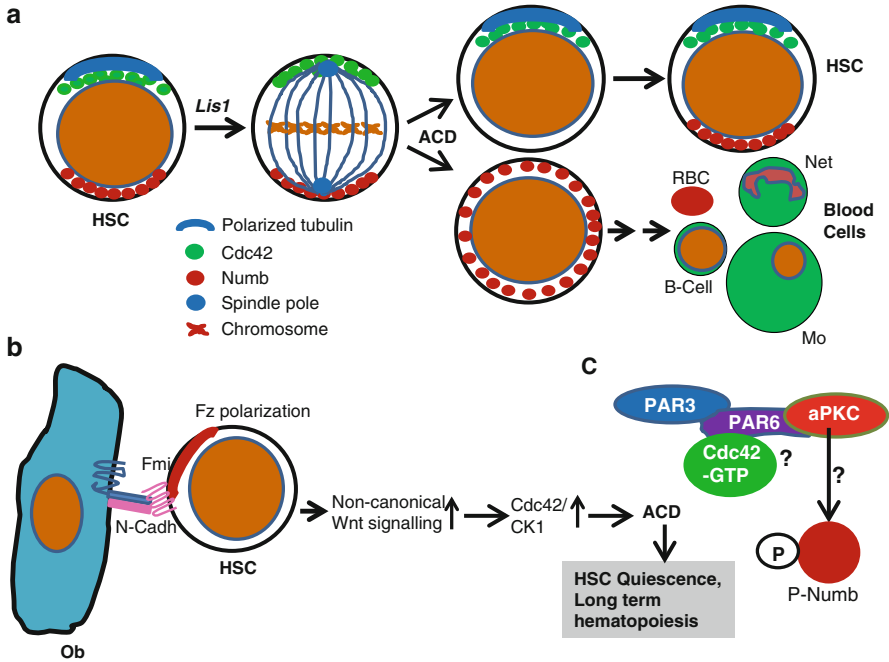 a
HSC
Lis1
ACD
HSC
Net
RBC
Blood
Cells
B-Cell
Mo
Polarized tubulin
Cdc42
Numb
Spindle pole
Chromosome
b
Fz polarization
Fmi
N-Cadh
HSC
Ob
Non-canonical
Wnt signalling
Cdc42/
CK1
ACD
HSC Quiescence,
Long term
hematopoiesis
C
PAR3
PAR6
aPKC
Cdc42
-GTP
?
?
P
P-Numb